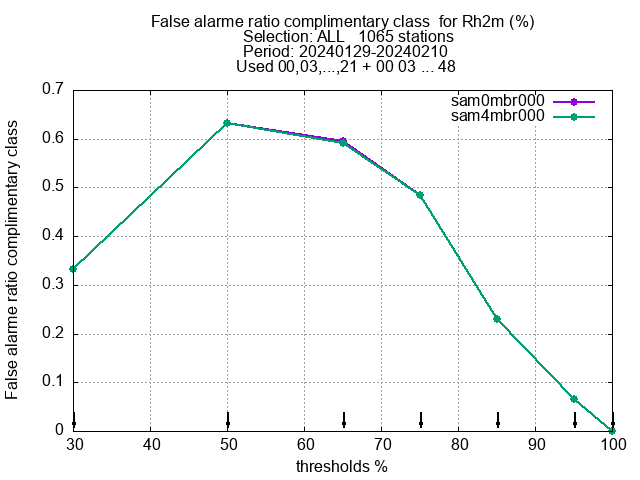 False alarme ratio complimentary class  for Rh2m (%)
Selection: ALL   1065 stations
Period: 20240129-20240210
Used 00,03,...,21 + 00 03 ... 48
sam0mbr000
sam4mbr000
False alarme ratio complimentary class
0.7
0.6
0.5
0.4
0.3
0.2
0.1
0
30 40 50 60 70 80 90 100
thresholds %